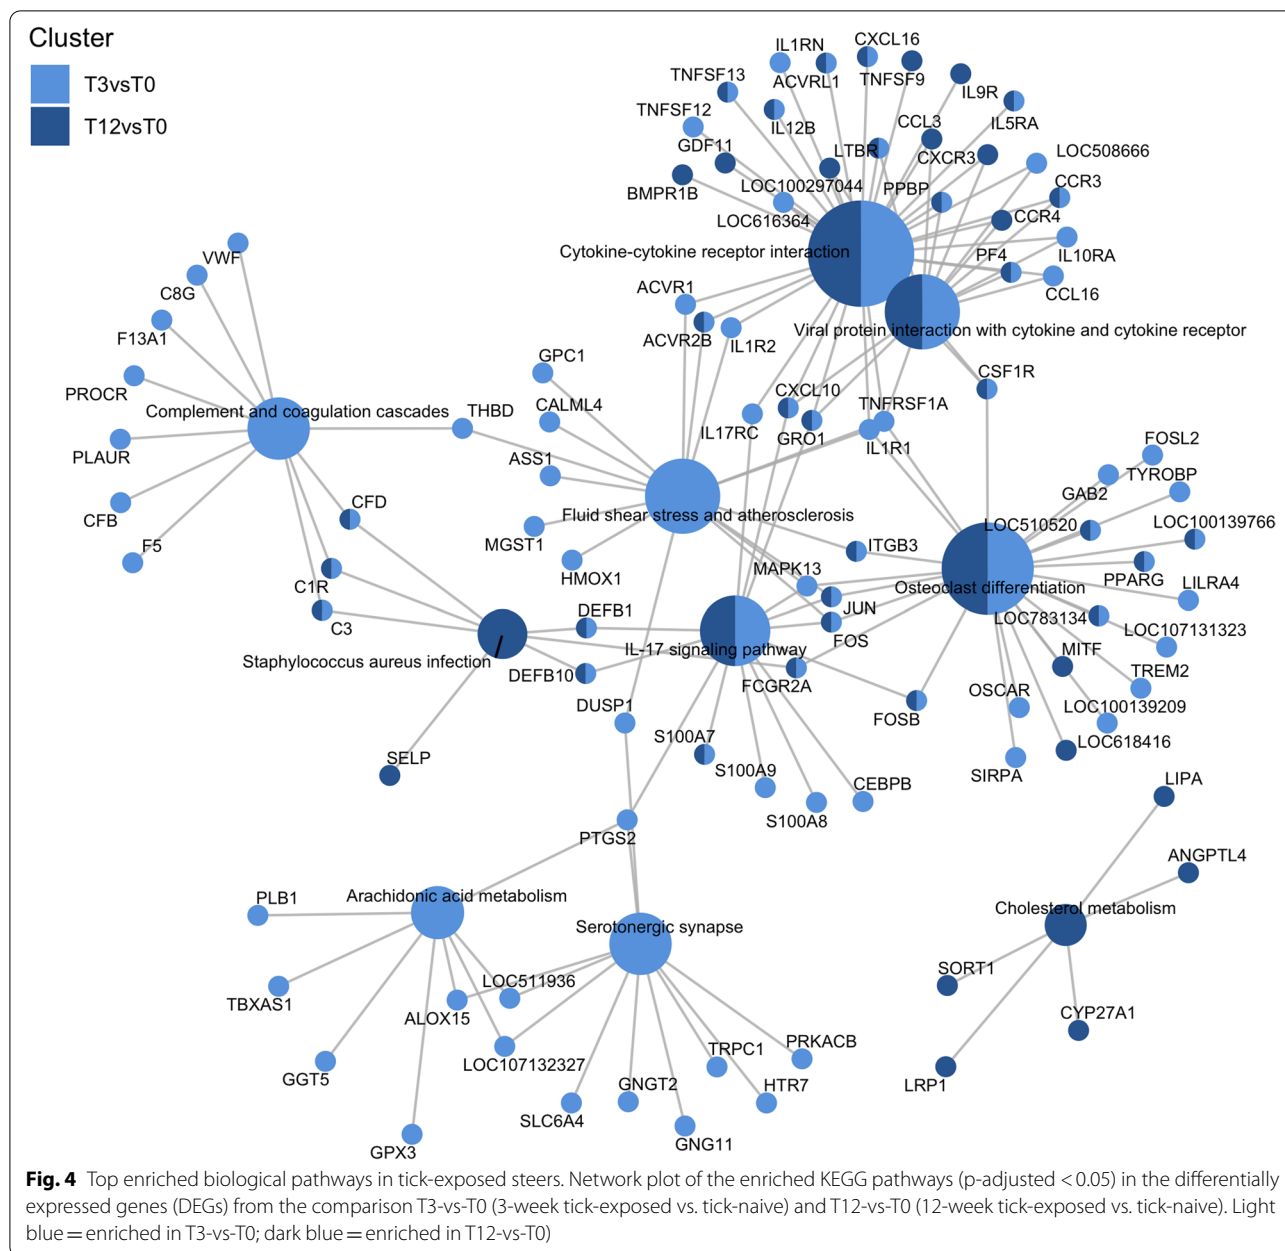 Cluster
T3vsT0
T12vsT0
IL1RN
CXCL16
TNFSF13
ACVRL1
TNFSF9
IL9R
TNFSF12
IL12B
CCL3
IL5RA
GDF11
LTBR
CXCR3
LOC508666
BMPR1B
LOC100297044
PPBP
CCR3
LOC616364
CCR4
Cytokine-cytokine receptor interaction
PF4
IL10RA
VWF
ACVR1
CCL16
C8G
F13A1
ACVR2B
IL1R2
Viral protein interaction with cytokine and cytokine receptor
GPC1
CSF1R
PROCR
CXCL10
TNFRSF1A
Complement and coagulation cascades
THBD
CALML4
IL17RC
GRO1
IL1R1
FOSL2
PLAUR
ASS1
TYROBP
GAB2
CFD
Fluid shear stress and atherosclerosis
LOC510520
LOC100139766
CFB
MGST1
ITGB3
F5
HMOX1
MAPK13
PPARG
C1R
Osteoclast differentiation
LILRA4
DEFB1
JUN
LOC783134
C3
FOS
LOC107131323
Staphylococcus aureus infection
IL-17 signaling pathway
MITF
DEFB10
FCGR2A
TREM2
OSCAR
DUSP1
FOSB
LOC100139209
S100A7
LOC618416
SELP
S100A9
SIRPA
LIPA
CEBPB
S100A8
PTGS2
ANGPTL4
PLB1
Arachidonic acid metabolism
Cholesterol metabolism
Serotonergic synapse
SORT1
LOC511936
TBXAS1
ALOX15
CYP27A1
PRKACB
TRPC1
LOC107132327
GGT5
GNGT2
HTR7
LRP1
SLC6A4
GNG11
GPX3
Fig. 4 Top enriched biological pathways in tick-exposed steers. Network plot of the enriched KEGG pathways (p-adjusted < 0.05) in the differentially
expressed genes (DEGs) from the comparison T3-vs-T0 (3-week tick-exposed vs. tick-naive) and T12-vs-T0 (12-week tick-exposed vs. tick-naive). Light
blue = enriched in T3-vs-T0; dark blue = enriched in T12-vs-T0)